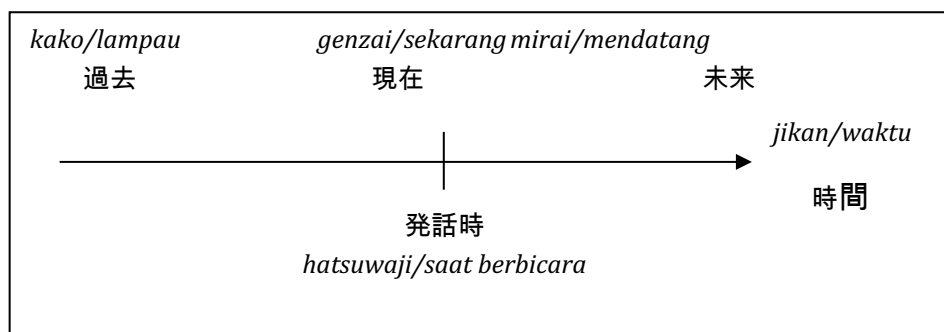 kako/lampau genzai/sekarang mirai/mendatang
過去 現在 未来
jikan/waktu
時間
発話時
hatsuwaji/saat berbicara